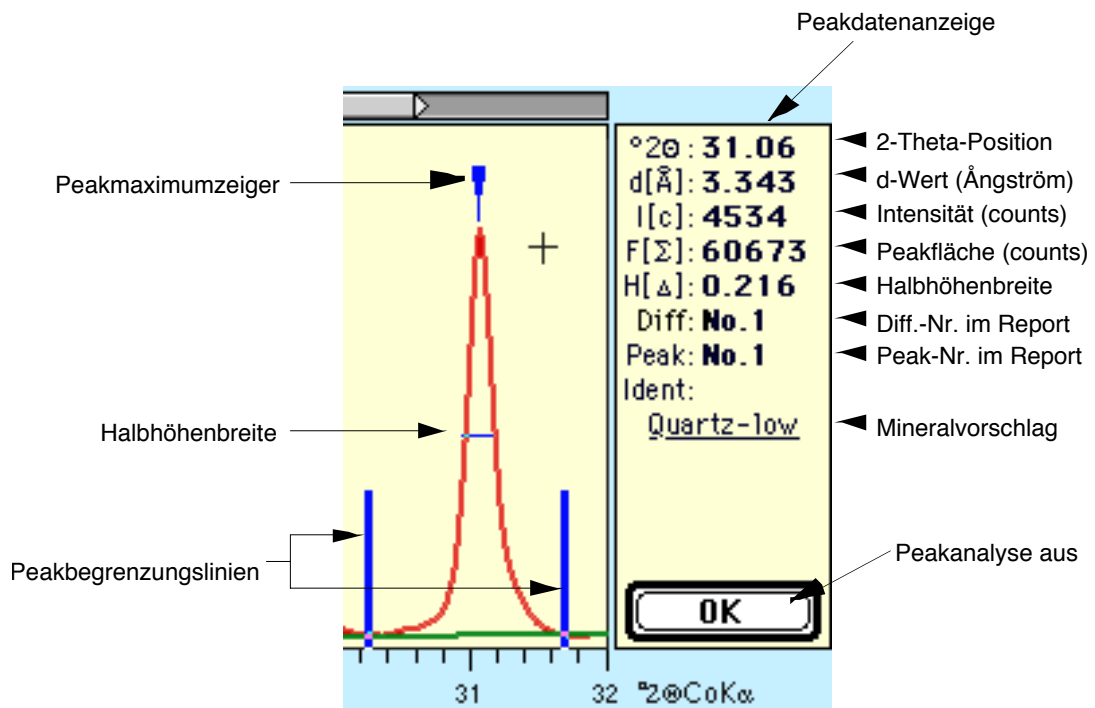 Peakdatenanzeige
°2Θ: 31.06
2-Theta-Position
d[Å]: 3.343
d-Wert (Ångström)
I[c]: 4534
Intensität (counts)
F[Σ]: 60673
Peakfläche (counts)
H[Δ]: 0.216
Halbhöhenbreite
Diff: No.1
Diff.-Nr. im Report
Peak: No.1
Peak-Nr. im Report
Ident:
Quartz-low
Mineralvorschlag
Peakmaximumzeiger
Halbhöhenbreite
Peakbegrenzungslinien
Peakanalyse aus
OK
31
32
°2ΘCoKα